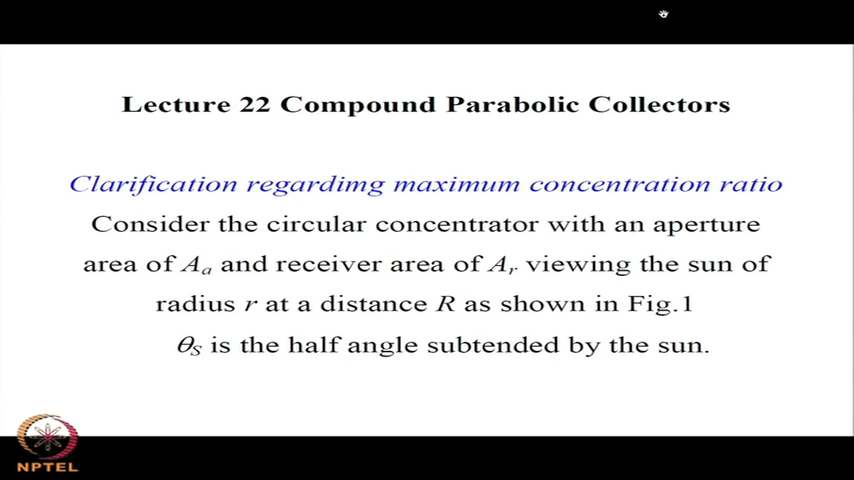 Lecture 22 Compound Parabolic Collectors
Clarification regardimg maximum concentration ratio
Consider the circular concentrator with an aperture
area of Aₐ and receiver area of Aᵣ viewing the sun of
radius r at a distance R as shown in Fig.1
θS is the half angle subtended by the sun.
NPTEL